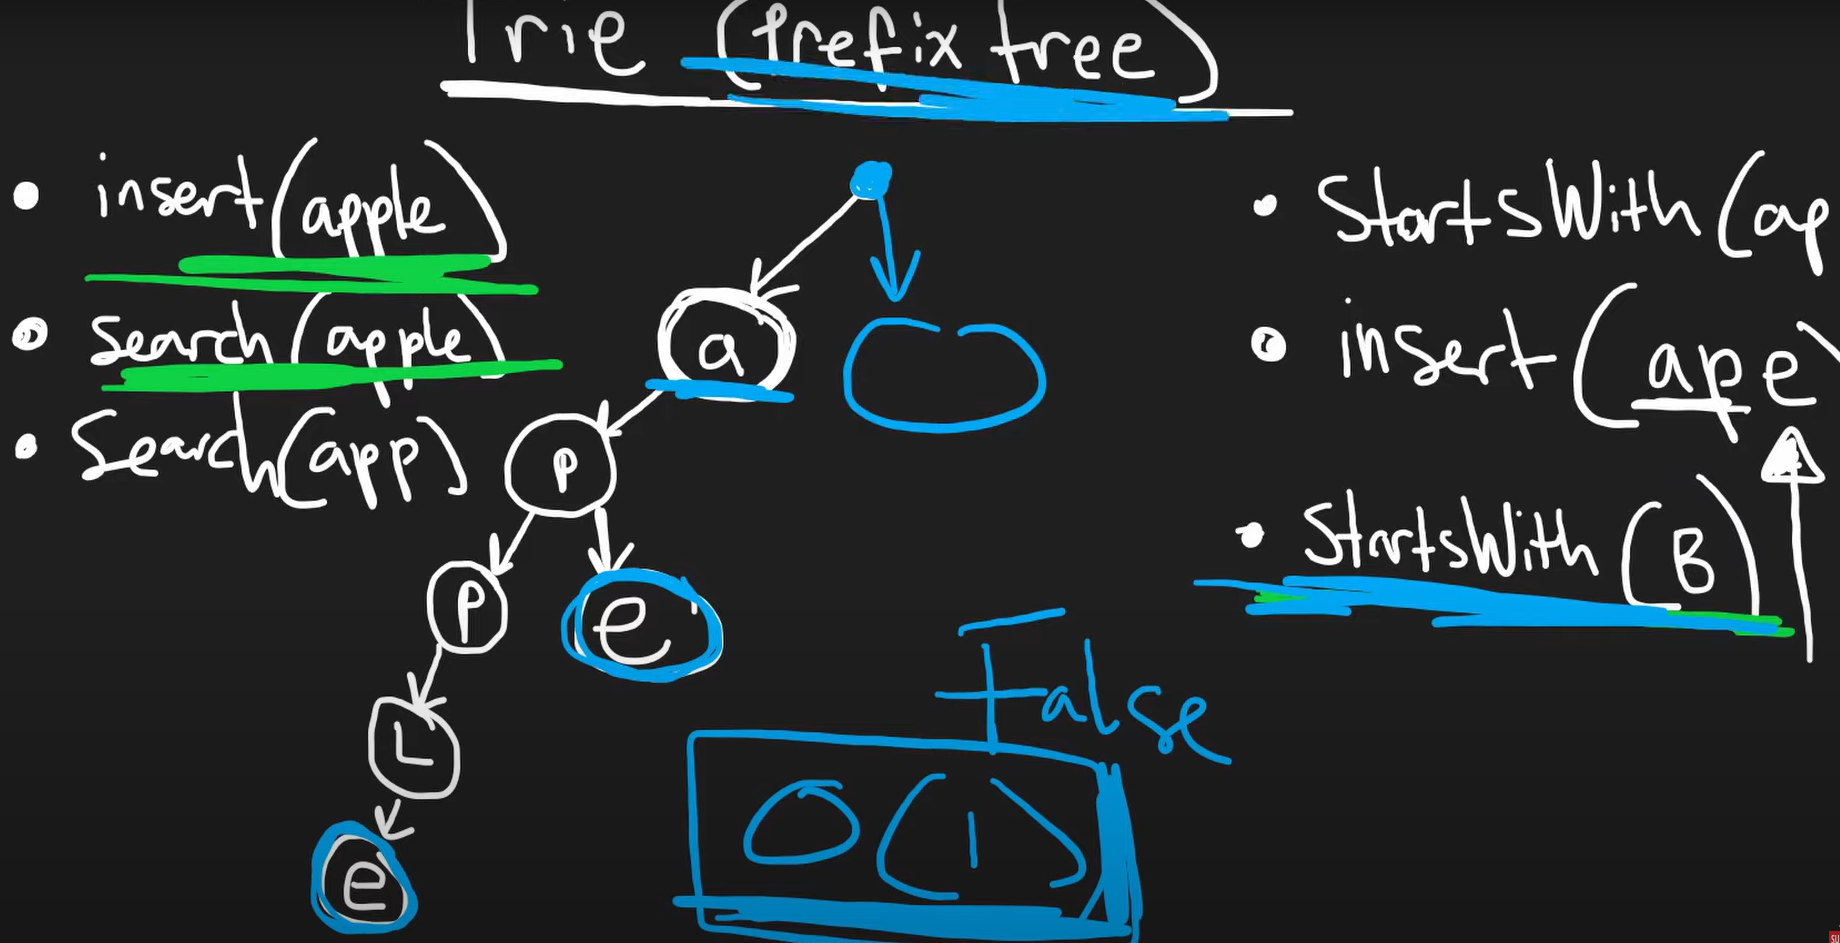 Trie (Prefix tree)
• insert(apple)
• search(apple)
• Search(app)
• StartsWith(ap
• insert(ape)
• StartsWith(B)
a
P
P
e
L
e
False
O(1)